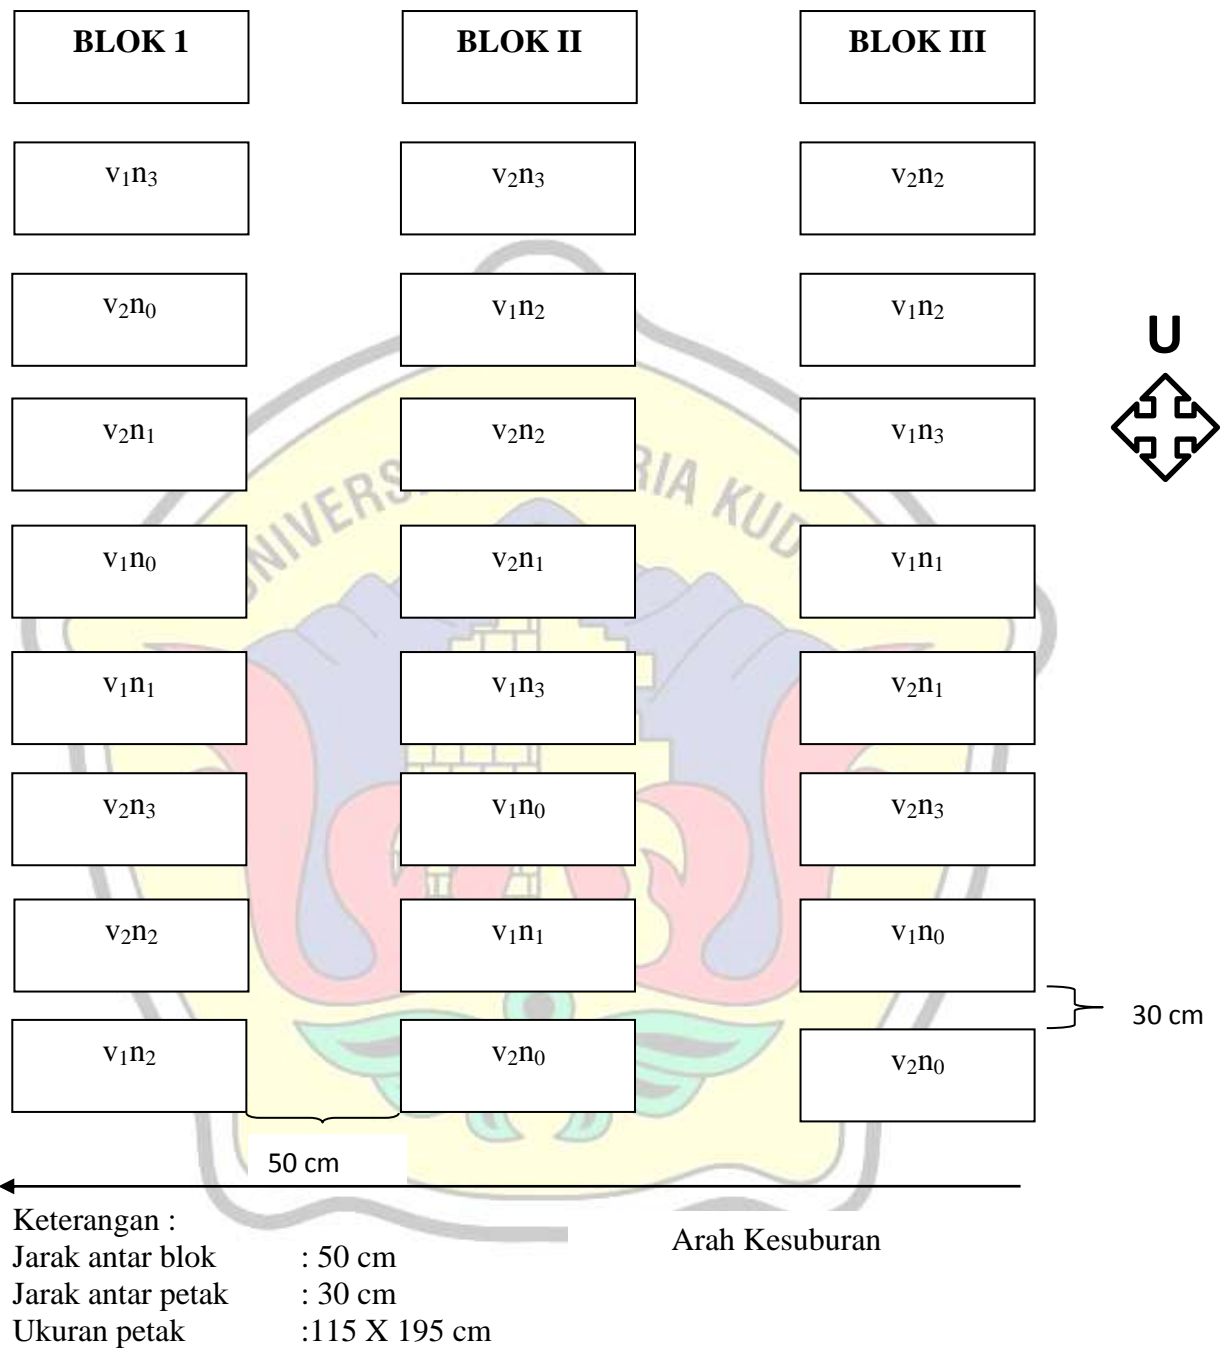 BLOK 1 BLOK II BLOK III
v₁n₃ v₂n₃ v₂n₂
v₂n₀ v₁n₂ v₁n₂
U
v₂n₁ v₂n₂ v₁n₃
v₁n₀ v₂n₁ v₁n₁
v₁n₁ v₁n₃ v₂n₁
v₂n₃ v₁n₀ v₂n₃
v₂n₂ v₁n₁ v₁n₀
30 cm
v₁n₂ v₂n₀ v₂n₀
50 cm
Keterangan :
Arah Kesuburan
Jarak antar blok : 50 cm
Jarak antar petak : 30 cm
Ukuran petak :115 X 195 cm